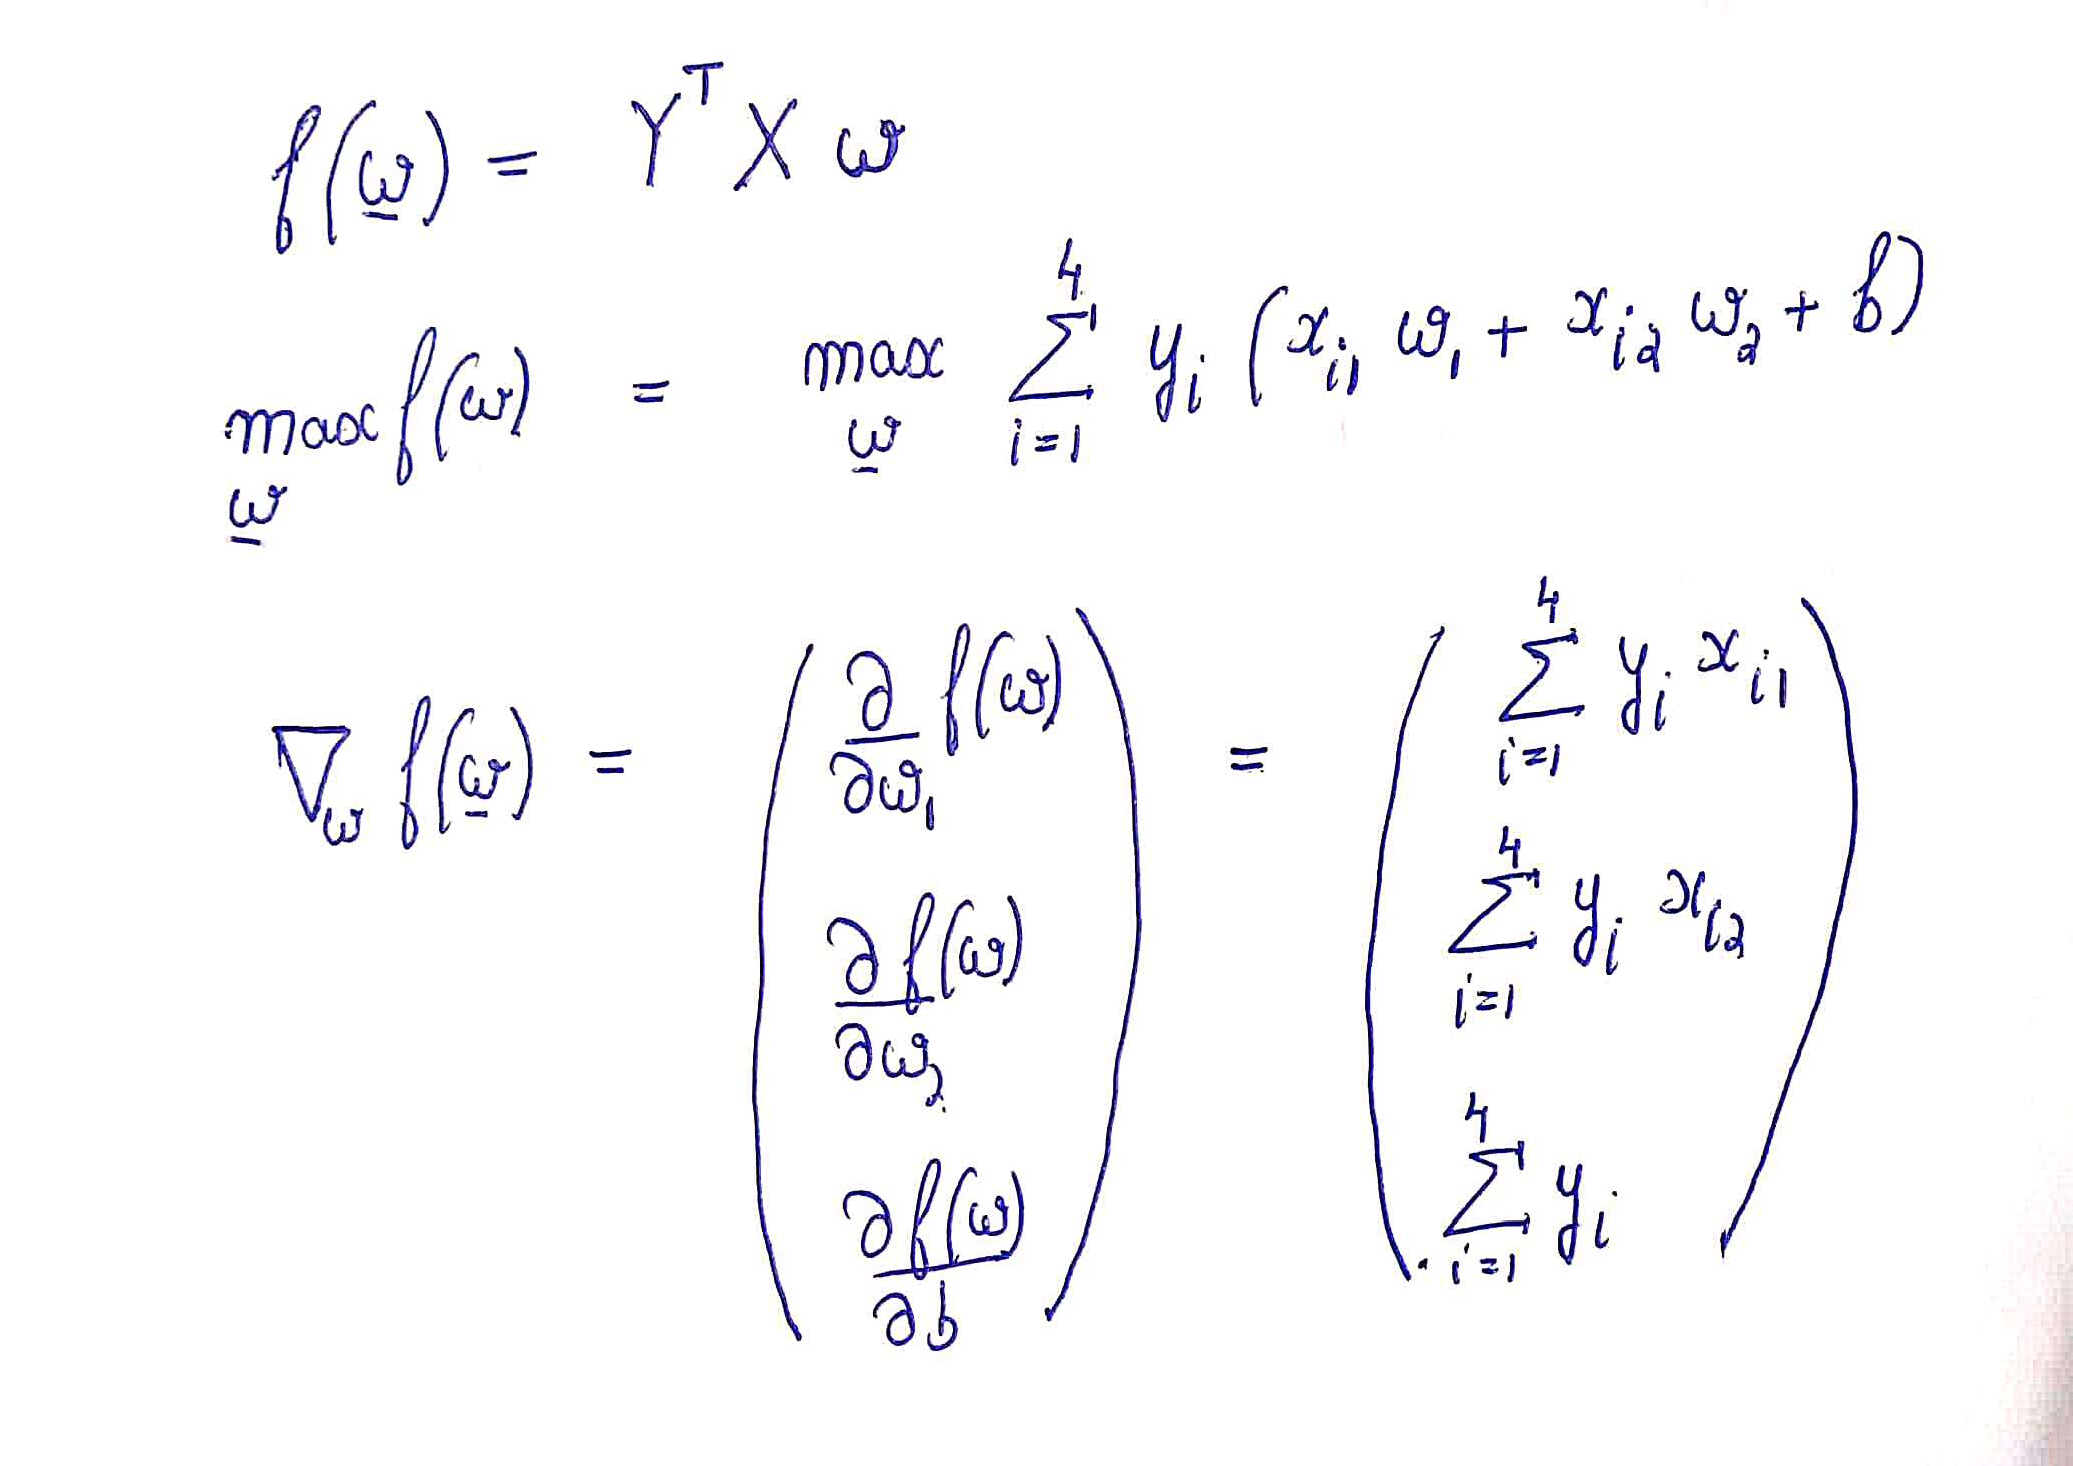 f(w) = Yᵀ X w
max_w f(w) = max_w Σ_{i=1}^{4} y_i (x_{i1} w_1 + x_{i2} w_2 + b)
∇_w f(w) = ( ∂/∂w_1 f(w) = ( Σ_{i=1}^{4} y_i x_{i1} )
∂f(w)/∂w_2 Σ_{i=1}^{4} y_i x_{i2}
∂f(w)/∂b ) Σ_{i=1}^{4} y_i )